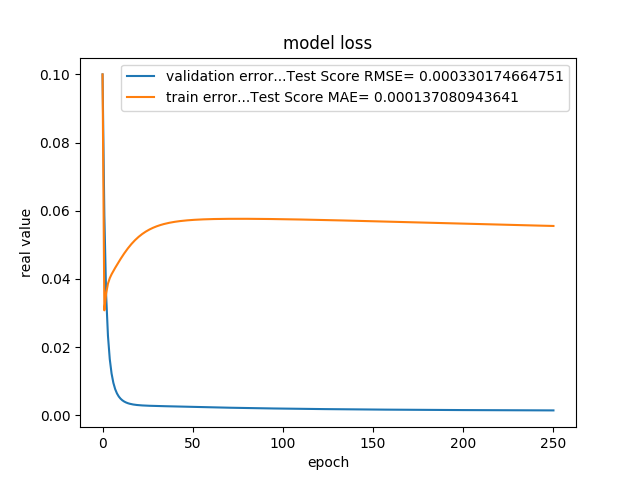 model loss
validation error...Test Score RMSE= 0.000330174664751
train error...Test Score MAE= 0.000137080943641
0.10
0.08
0.06
0.04
0.02
0.00
real value
0
50
100
150
200
250
epoch